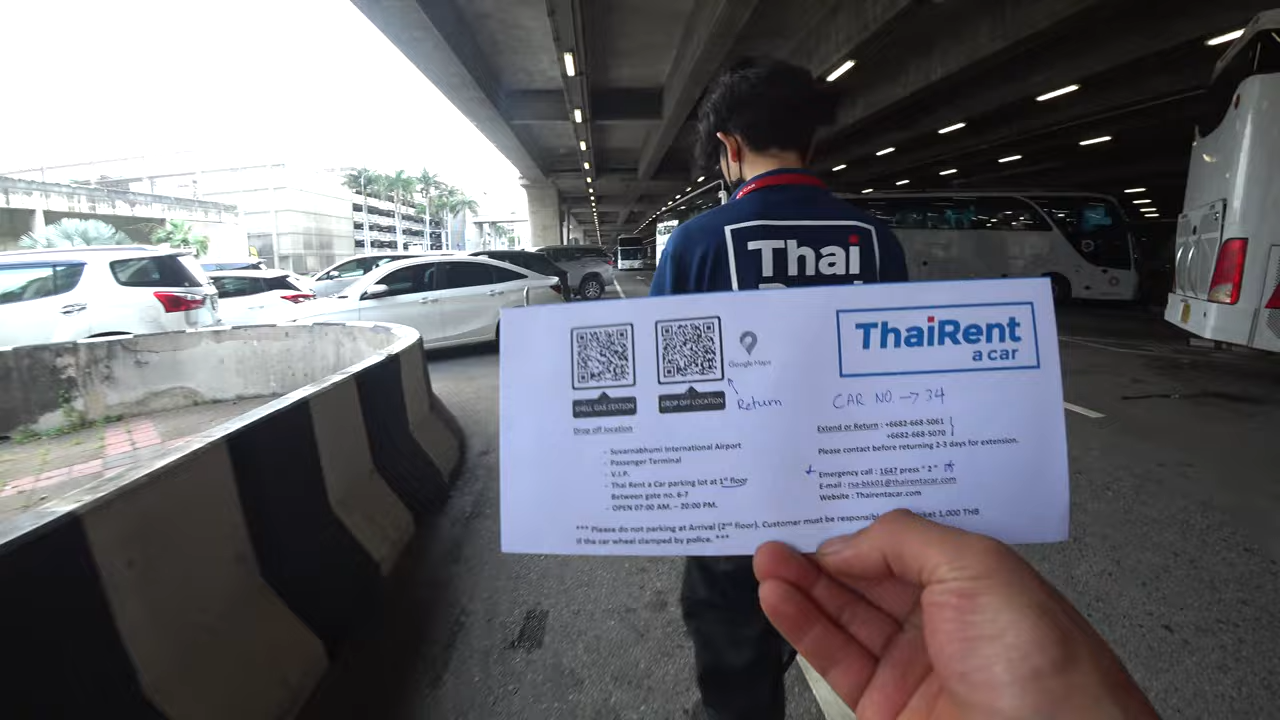 Thai
ThaiRent
a car
Google Maps
SHELL GAS STATION
DROP OFF LOCATION
Return
CAR NO. → 34
Drop off location
- Suvarnabhumi International Airport
- Passenger Terminal
- V.I.P.
- Thai Rent a Car parking lot at 1st floor
Between gate no. 6-7
- OPEN 07:00 AM. – 20:00 PM.
Extend or Return : +6682-668-5061
+6682-668-5070
Please contact before returning 2-3 days for extension.
Emergency call : 1647 press " 2 "
E-mail : rsa-bkk01@thairentacar.com
Website : Thairentacar.com
*** Please do not parking at Arrival (2nd floor). Customer must be responsible ticket 1,000 THB
if the car wheel stamped by police. ***